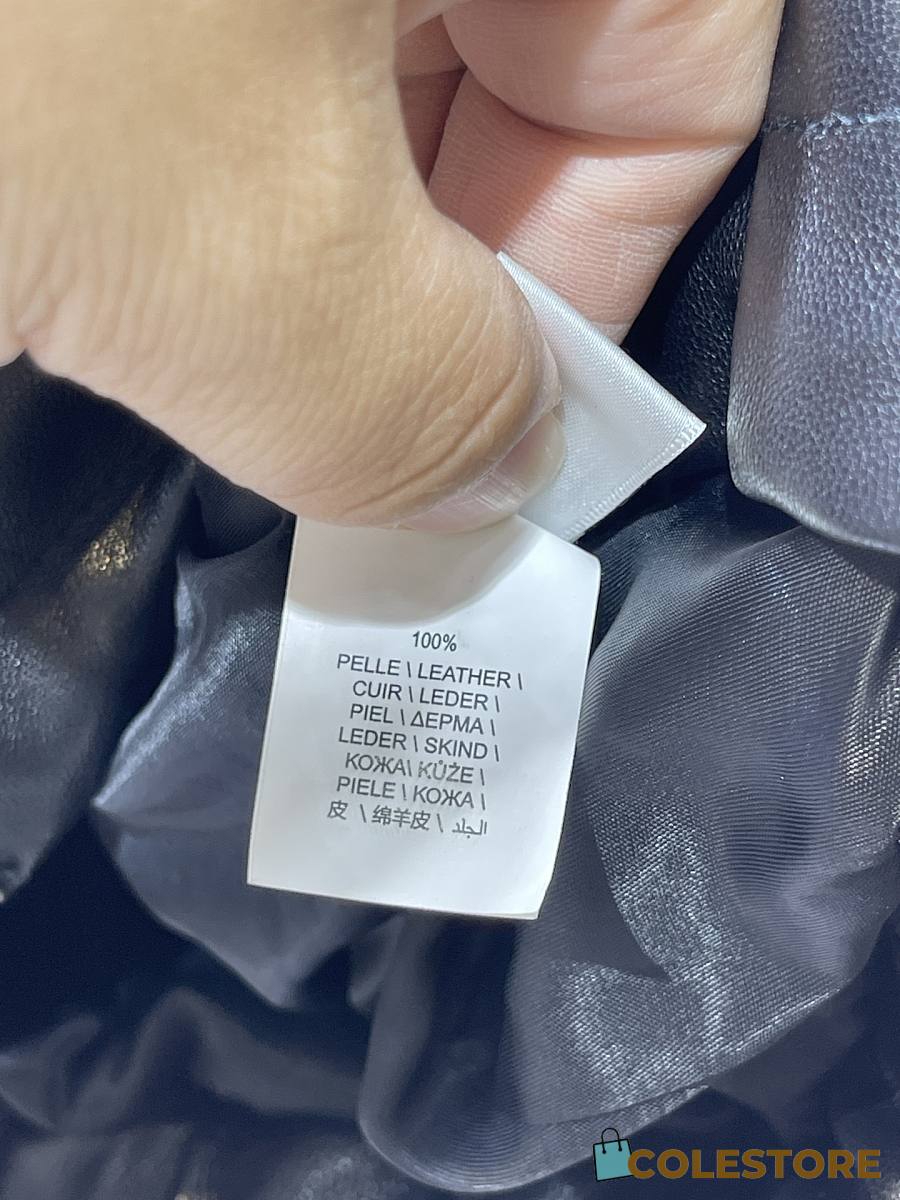 100%
PELLE \ LEATHER \
CUIR \ LEDER \
PIEL \ ΔΕΡΜΑ \
LEDER \ SKIND \
КОЖА\ KŮŽE \
PIELE \ КОЖА \
皮 \ 绵羊皮 \ الجلد
COLESTORE